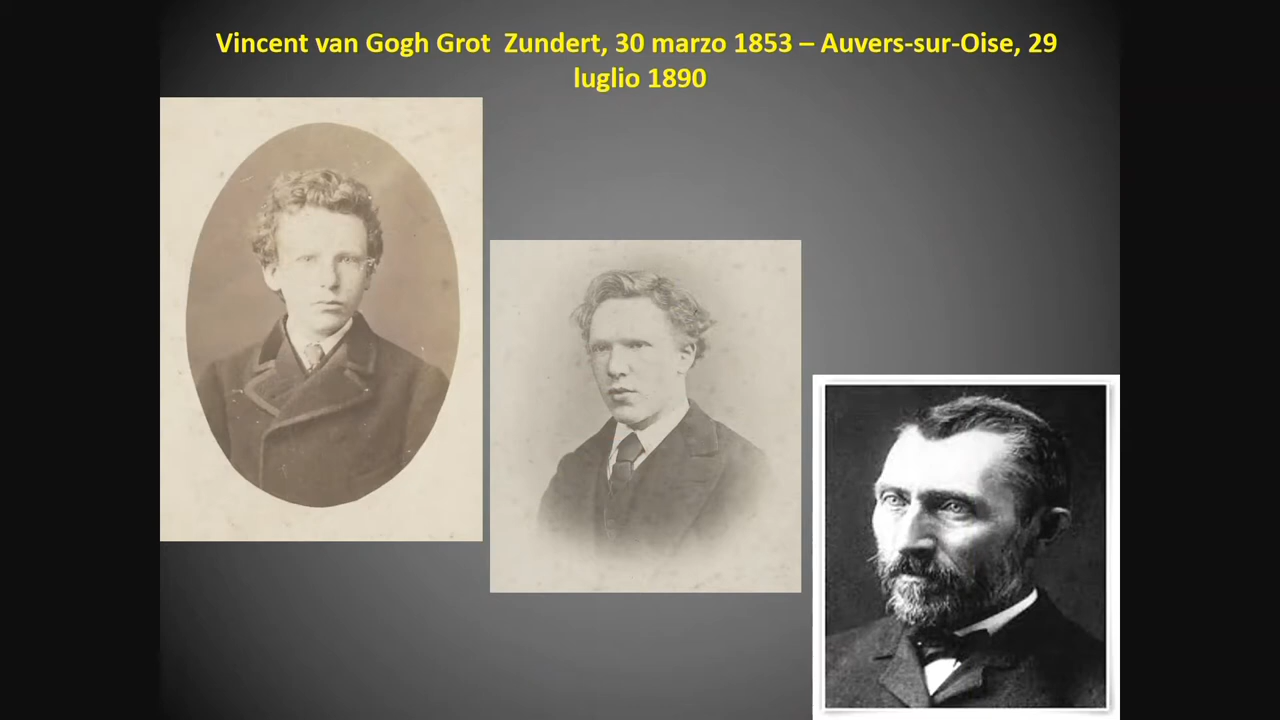 Vincent van Gogh Grot  Zundert, 30 marzo 1853 – Auvers-sur-Oise, 29
luglio 1890